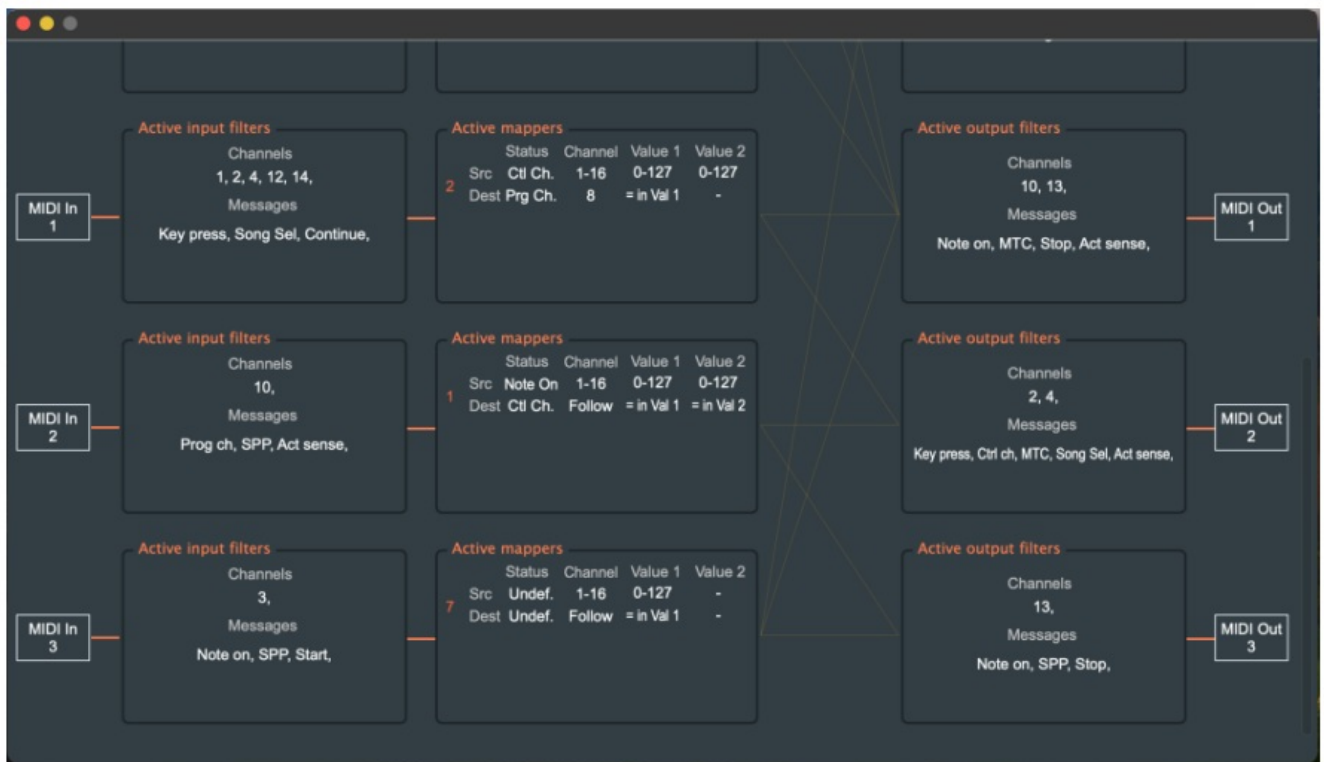 Active input filters
Channels
1, 2, 4, 12, 14,
Messages
Key press, Song Sel, Continue,
MIDI In
1
Active mappers
Status Channel Value 1 Value 2
2
Src Ctl Ch. 1-16 0-127 0-127
Dest Prg Ch. 8 = in Val 1 -
Active output filters
Channels
10, 13,
Messages
Note on, MTC, Stop, Act sense,
MIDI Out
1
Active input filters
Channels
10,
Messages
Prog ch, SPP, Act sense,
MIDI In
2
Active mappers
Status Channel Value 1 Value 2
1
Src Note On 1-16 0-127 0-127
Dest Ctl Ch. Follow = in Val 1 = in Val 2
Active output filters
Channels
2, 4,
Messages
Key press, Ctrl ch, MTC, Song Sel, Act sense,
MIDI Out
2
Active input filters
Channels
3,
Messages
Note on, SPP, Start,
MIDI In
3
Active mappers
Status Channel Value 1 Value 2
7
Src Undef. 1-16 0-127 -
Dest Undef. Follow = in Val 1 -
Active output filters
Channels
13,
Messages
Note on, SPP, Stop,
MIDI Out
3